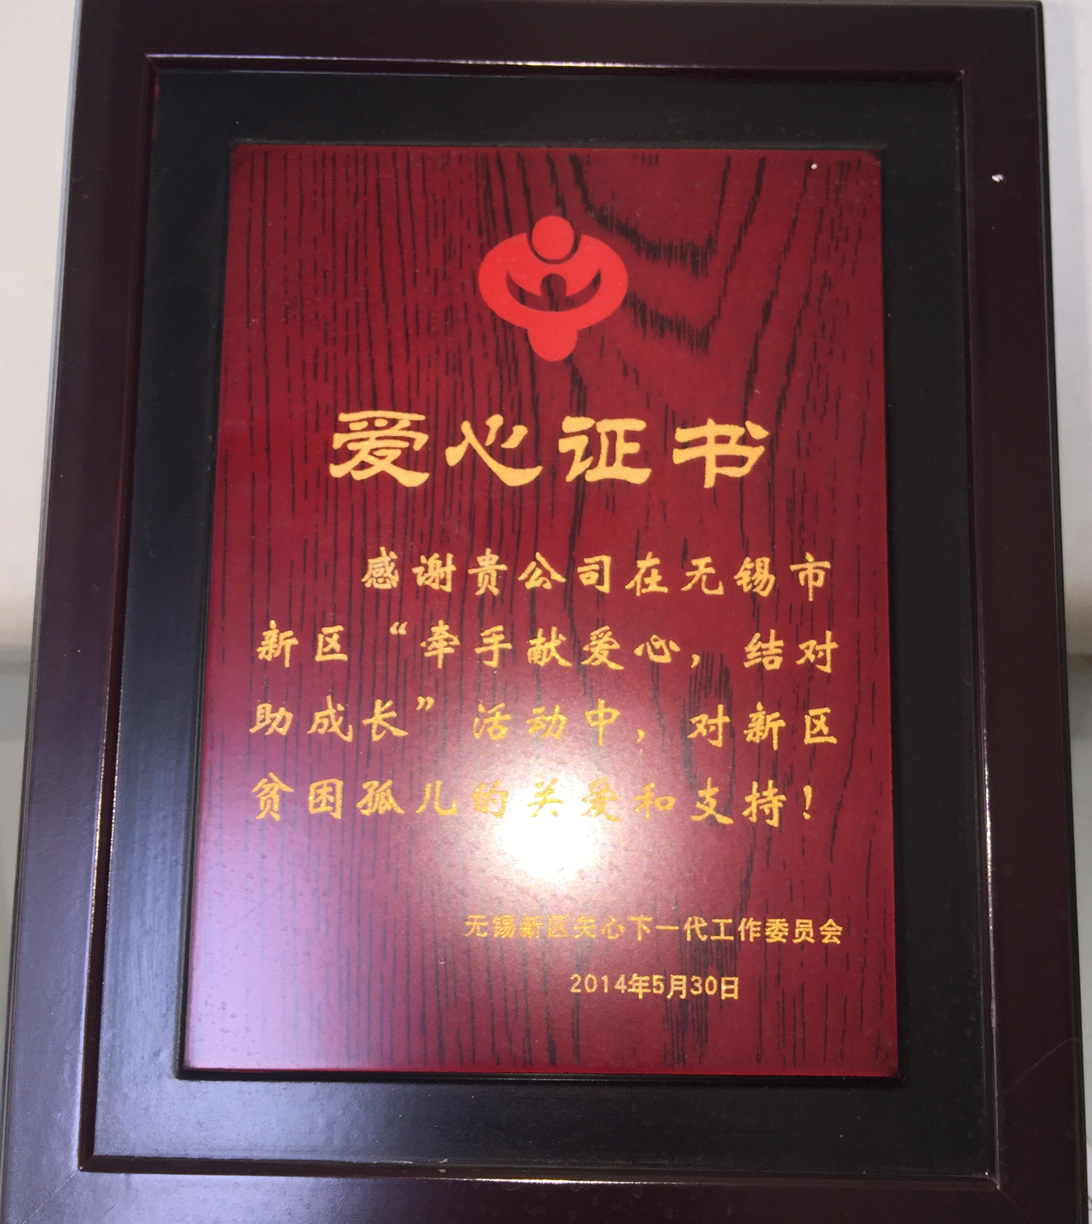 爱心证书
感谢贵公司在无锡市
新区“牵手献爱心，结对
助成长”活动中，对新区
贫困孤儿的关爱和支持！
无锡新区关心下一代工作委员会
2014年5月30日